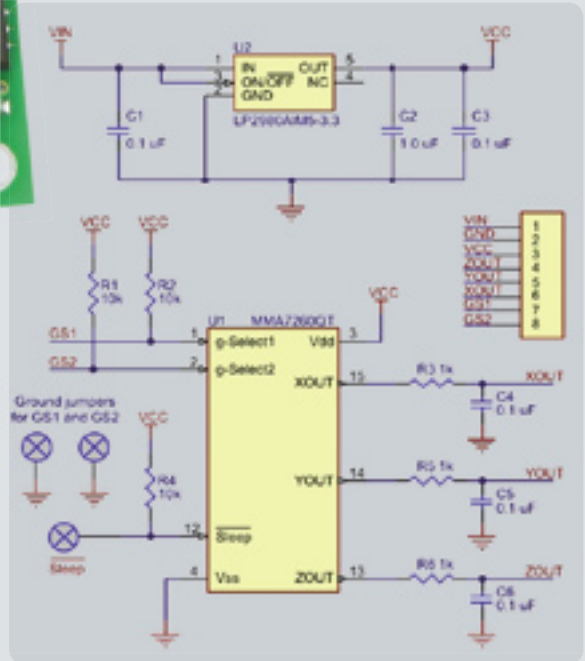 VIN
U2
VCC
1 IN OUT 5
3 ON/OFF NC 4
2 GND
LP2980AIM5-3.3
C1
0.1 uF
C2
1.0 uF
C3
0.1 uF
VIN 1
GND 2
VCC 3
ZOUT 4
YOUT 5
XOUT 6
GS1 7
GS2 8
VCC VCC
R1
10k
R2
10k
VCC
U1 MMA7260QT
GS1 1 g-Select1 Vdd 3
GS2 2 g-Select2
XOUT 15 R3 1k XOUT
C4
0.1 uF
Ground jumpers
for GS1 and GS2
VCC
R4
10k
YOUT 14 R5 1k YOUT
C5
0.1 uF
12 Sleep
Sleep
4 Vss ZOUT 13 R6 1k ZOUT
C6
0.1 uF